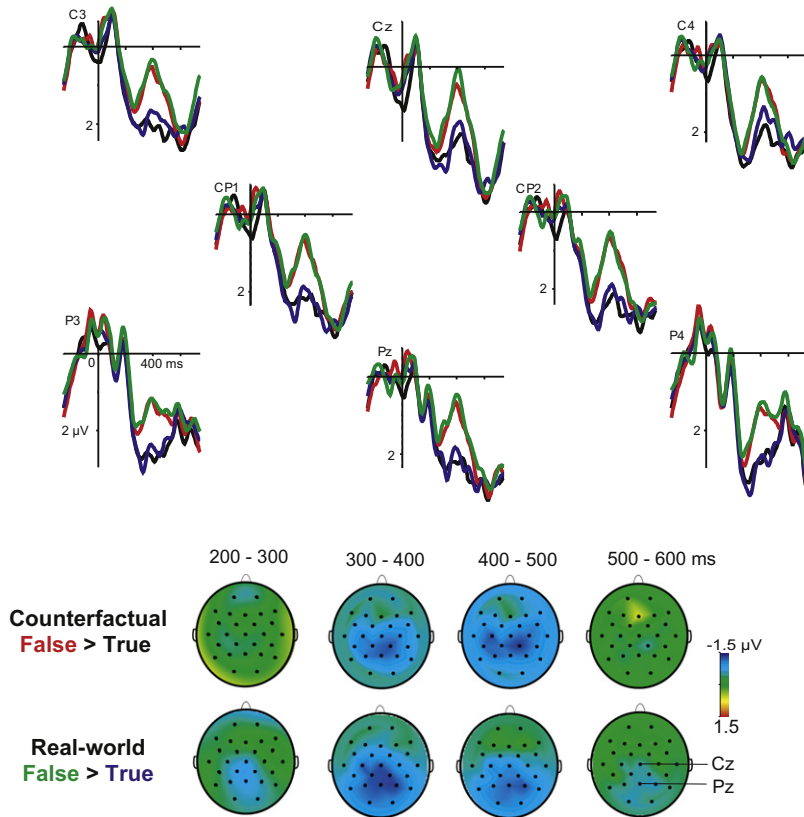 C3
Cz
C4
2
2
2
CP1
CP2
2
2
P3
0
400 ms
2 µV
Pz
2
P4
2
200 - 300
300 - 400
400 - 500
500 - 600 ms
Counterfactual
False > True
-1.5 µV
1.5
Real-world
False > True
Cz
Pz